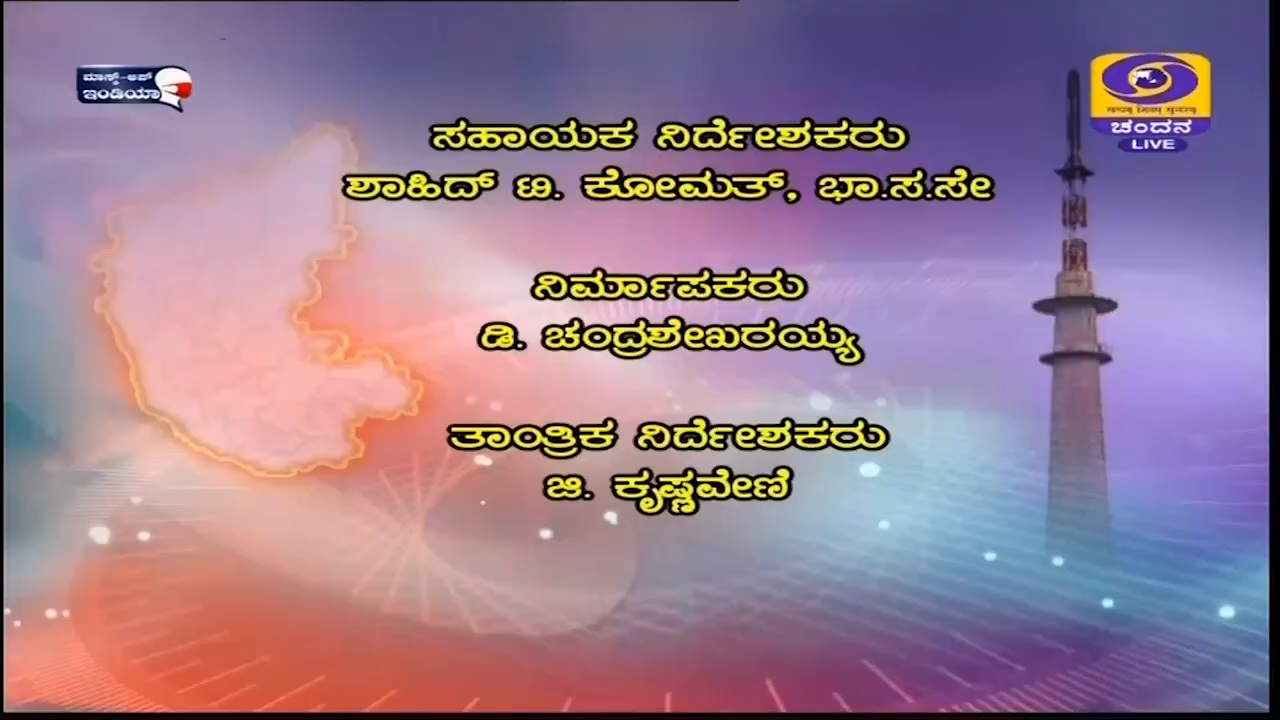 ಮಾಸ್ಕ್-ಅಪ್
ಇಂಡಿಯಾ
ಚಂದನ
LIVE
ಸಹಾಯಕ ನಿರ್ದೇಶಕರು
ಶಾಹಿದ್ ಟಿ. ಕೋಮತ್, ಭಾ.ಸ.ಸೇ
ನಿರ್ಮಾಪಕರು
ಡಿ. ಚಂದ್ರಶೇಖರಯ್ಯ
ತಾಂತ್ರಿಕ ನಿರ್ದೇಶಕರು
ಜಿ. ಕೃಷ್ಣವೇಣಿ